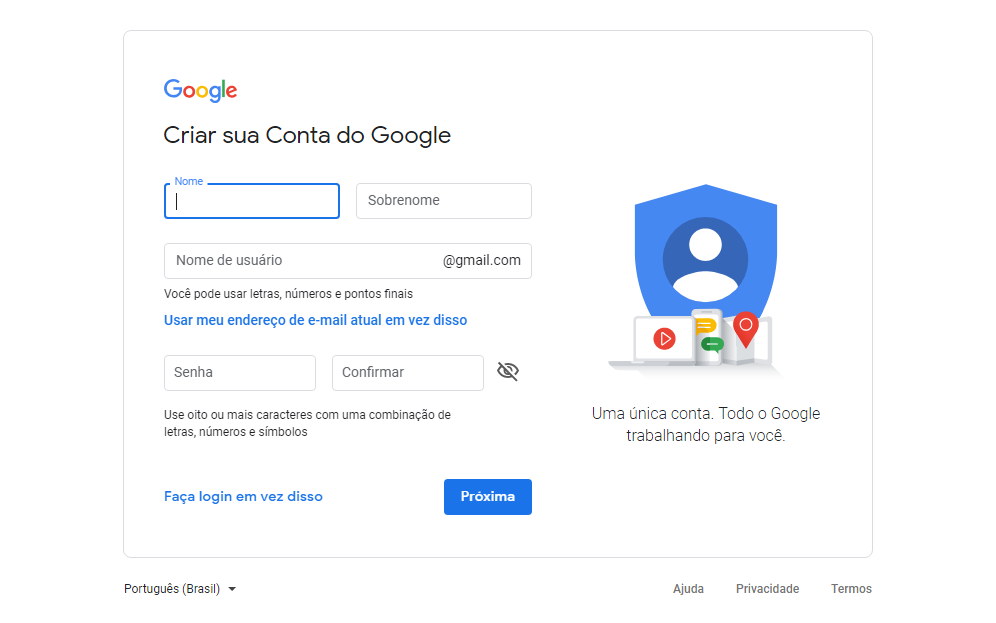 Google
Criar sua Conta do Google
Nome
Sobrenome
Nome de usuário @gmail.com
Você pode usar letras, números e pontos finais
Usar meu endereço de e-mail atual em vez disso
Senha
Confirmar
Use oito ou mais caracteres com uma combinação de
letras, números e símbolos
Faça login em vez disso
Próxima
Uma única conta. Todo o Google
trabalhando para você.
Português (Brasil)
Ajuda
Privacidade
Termos